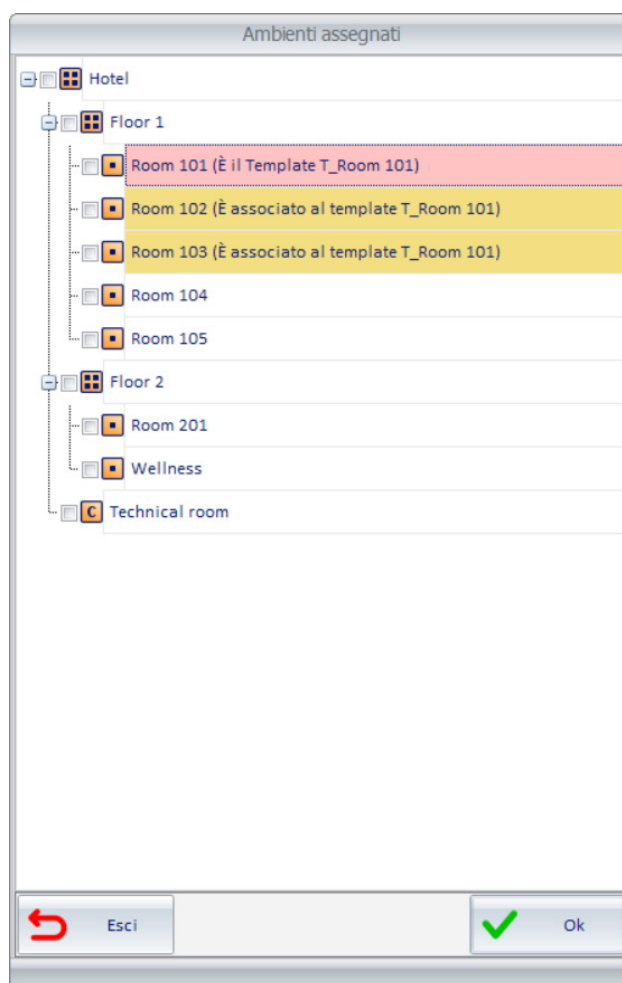 Ambienti assegnati
Hotel
Floor 1
Room 101 (È il Template T_Room 101)
Room 102 (È associato al template T_Room 101)
Room 103 (È associato al template T_Room 101)
Room 104
Room 105
Floor 2
Room 201
Wellness
C Technical room
Esci
Ok